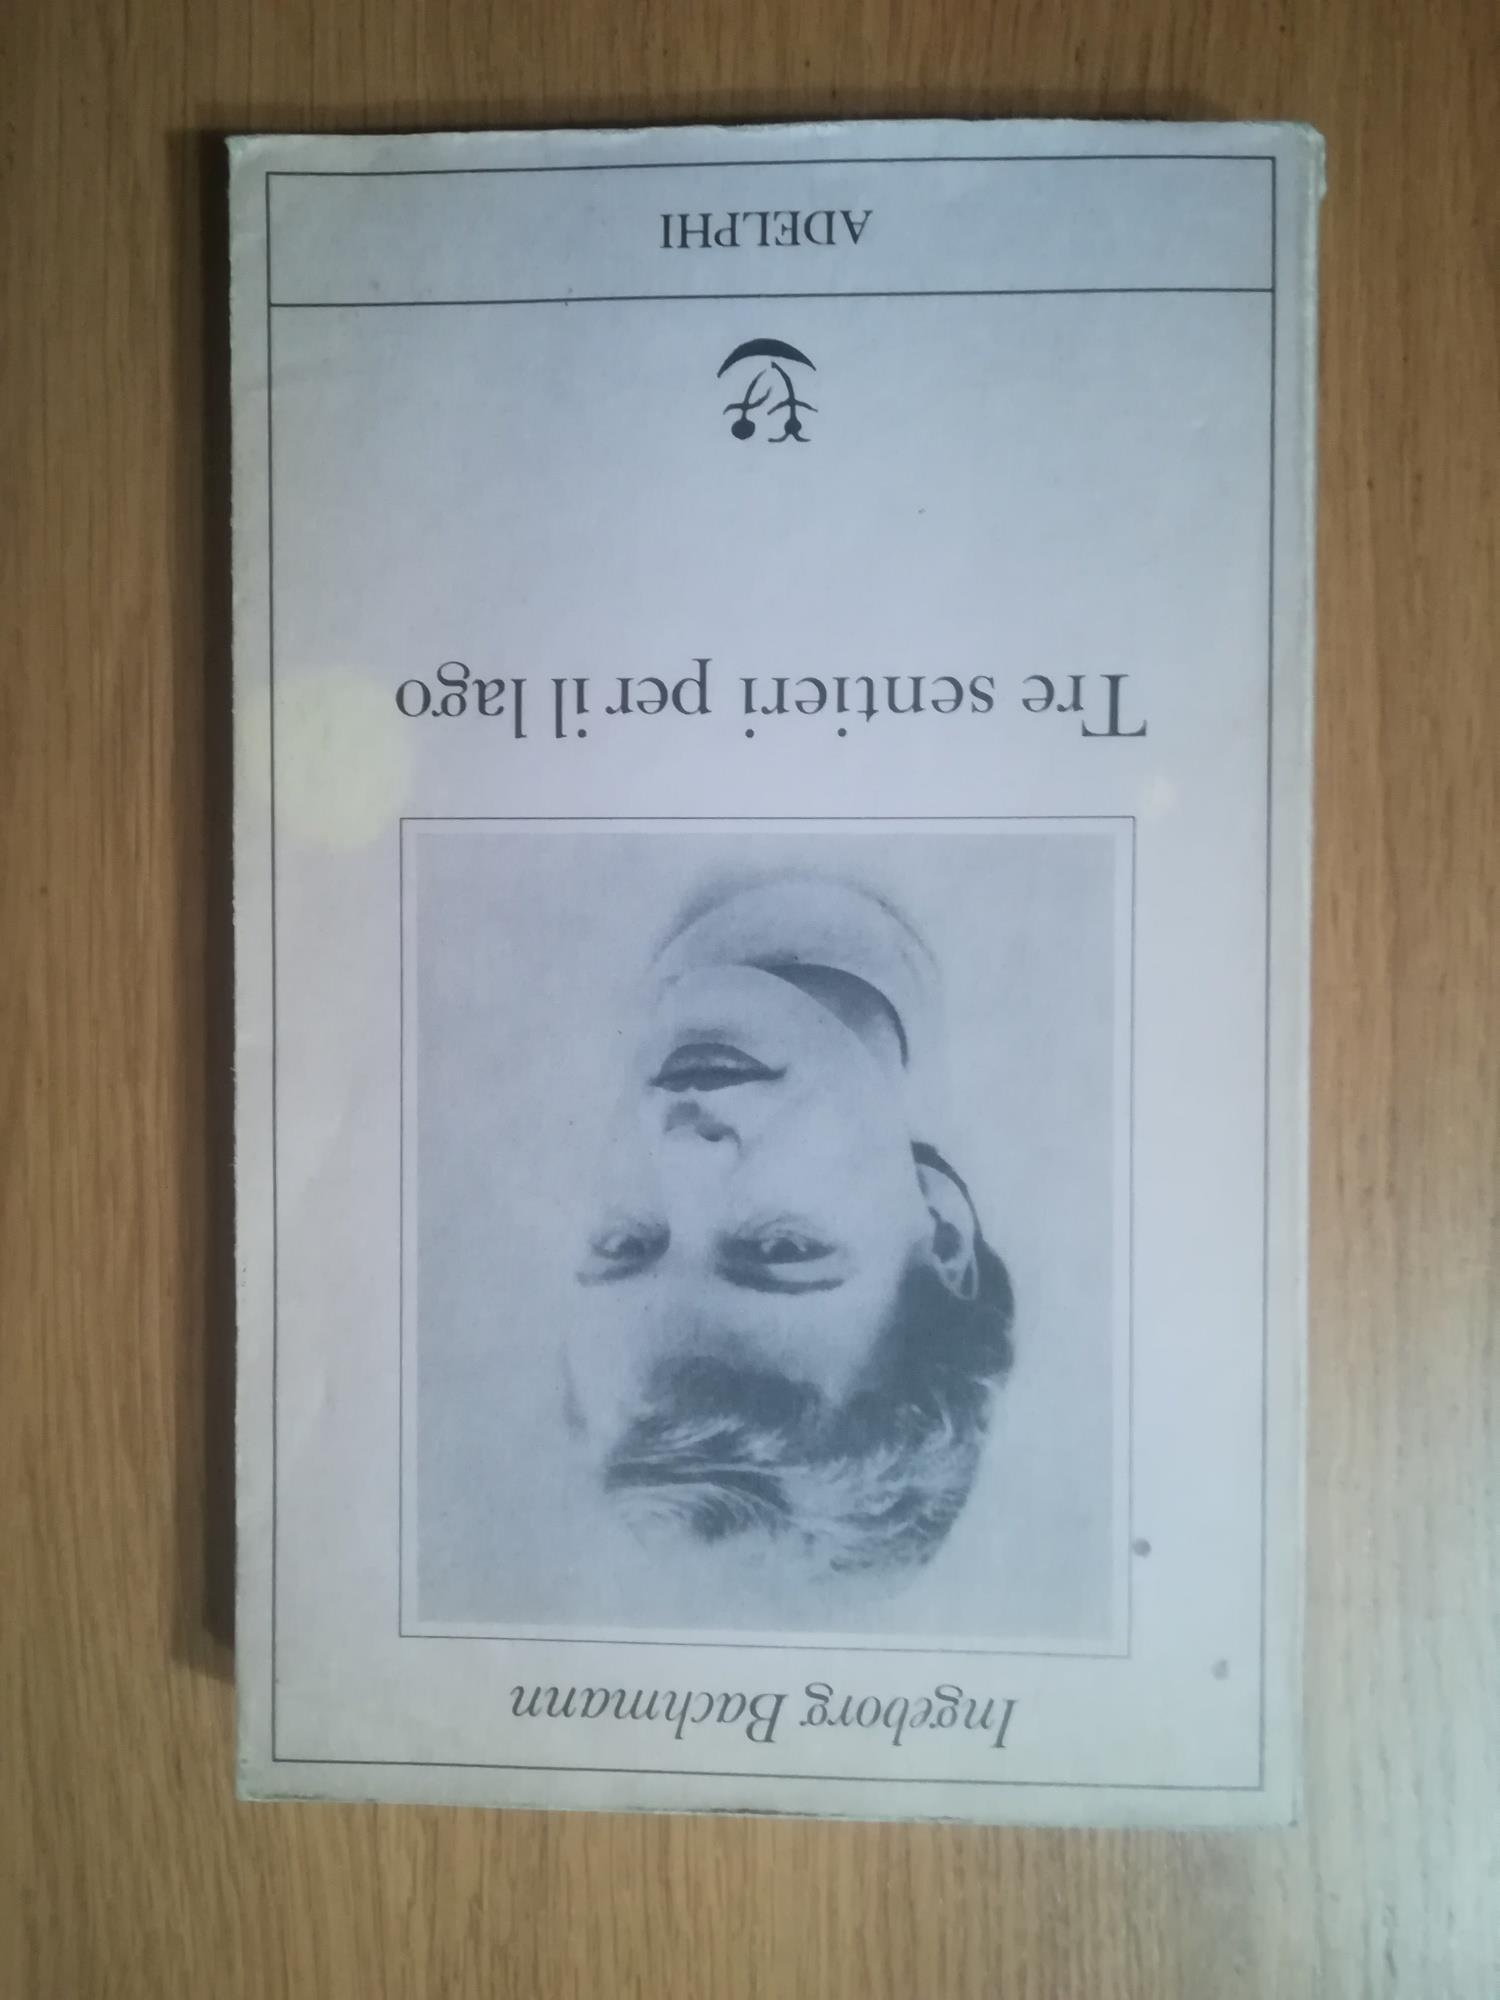 Ingeborg Bachmann
Tre sentieri per il lago
ADELPHI